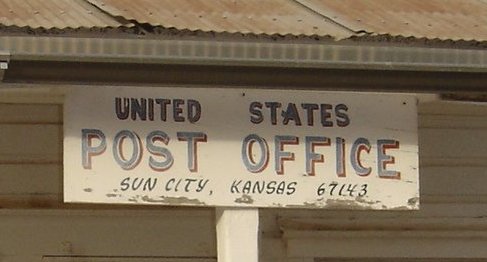 UNITED STATES
POST OFFICE
SUN CITY, KANSAS 67143